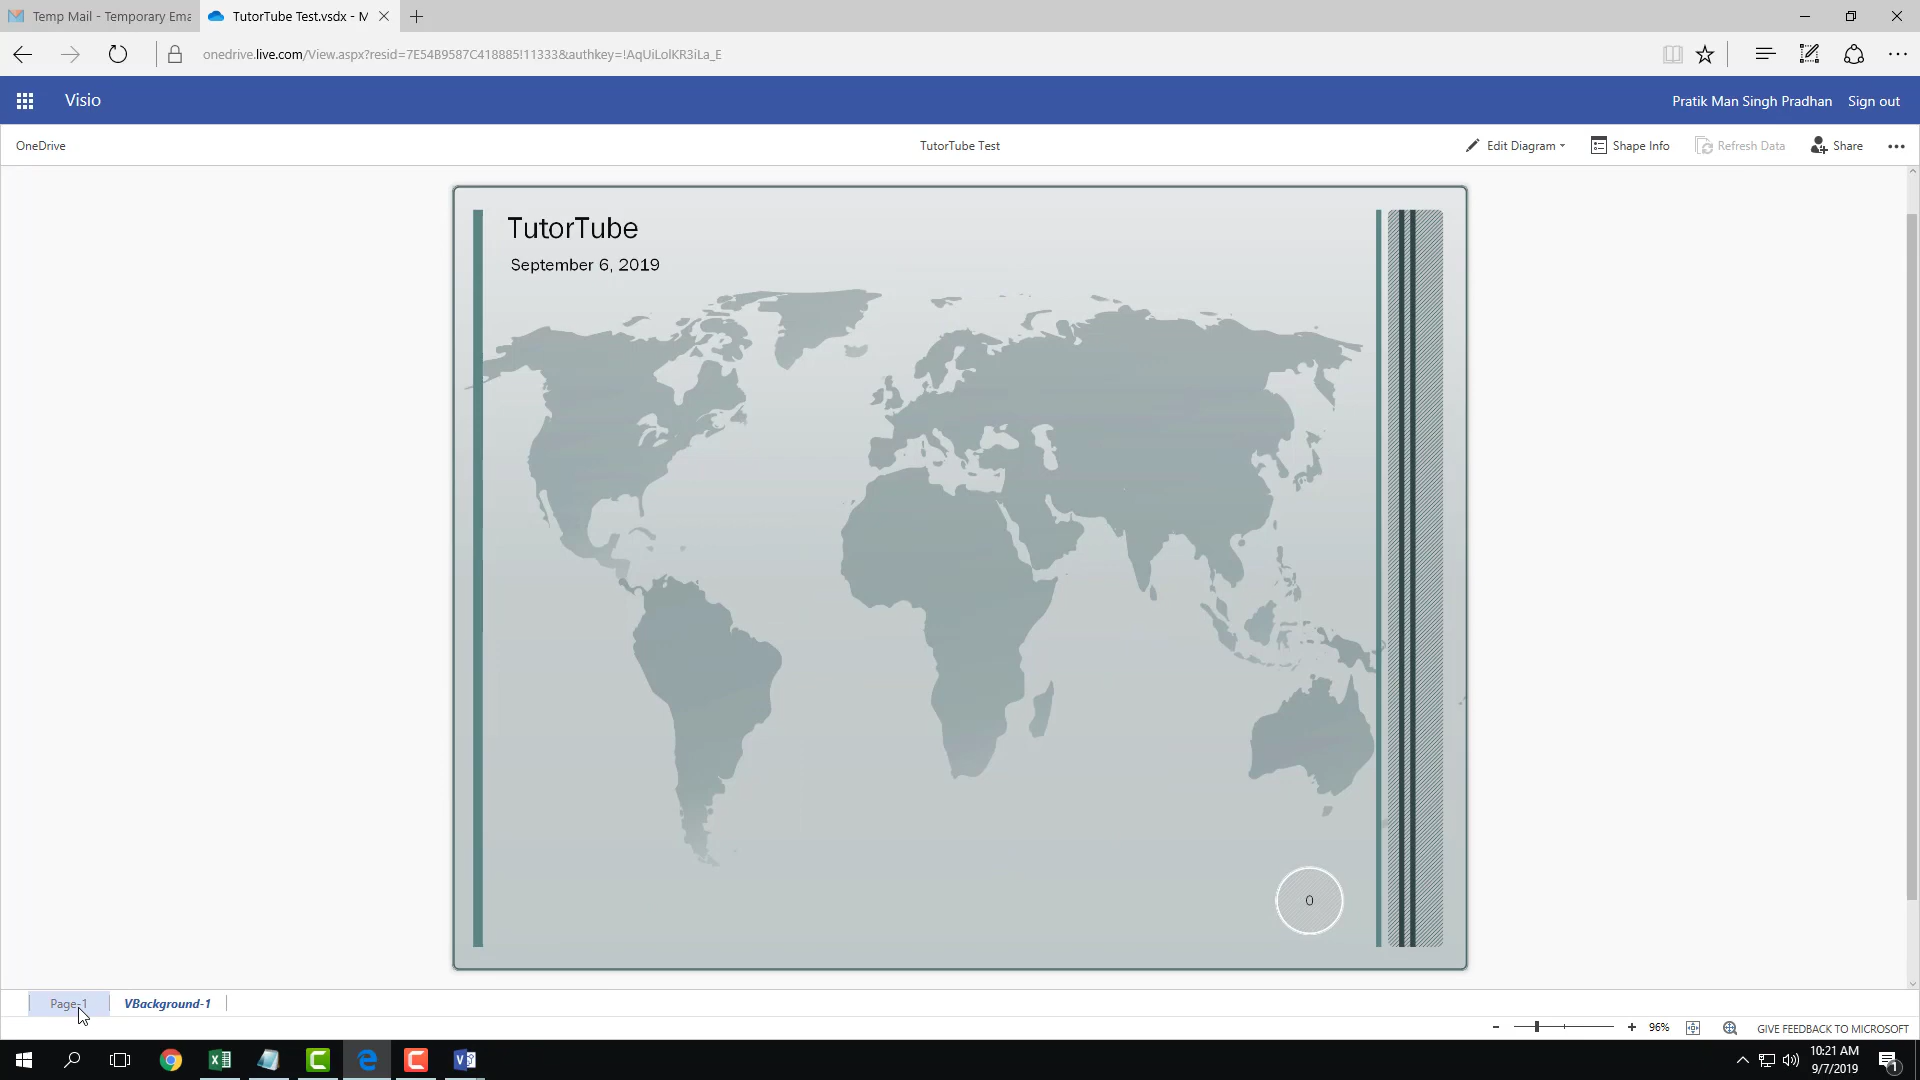 Temp Mail - Temporary Ema
TutorTube Test.vsdx - M
onedrive.live.com/View.aspx?resid=7E54B9587C418885!11333&authkey=!AqUiLolKR3iLa_E
Visio
Pratik Man Singh Pradhan
Sign out
OneDrive
TutorTube Test
Edit Diagram
Shape Info
Refresh Data
Share
TutorTube
September 6, 2019
0
Page-1
VBackground-1
96%
GIVE FEEDBACK TO MICROSOFT
10:21 AM
9/7/2019
1